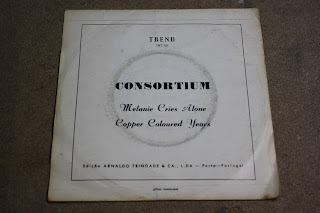 TREND
CONSORTIUM
Melanie Cries Alone
Copper Coloured Years
Edição ARNALDO TRINDADE & CA., LDA — Porto-Portugal